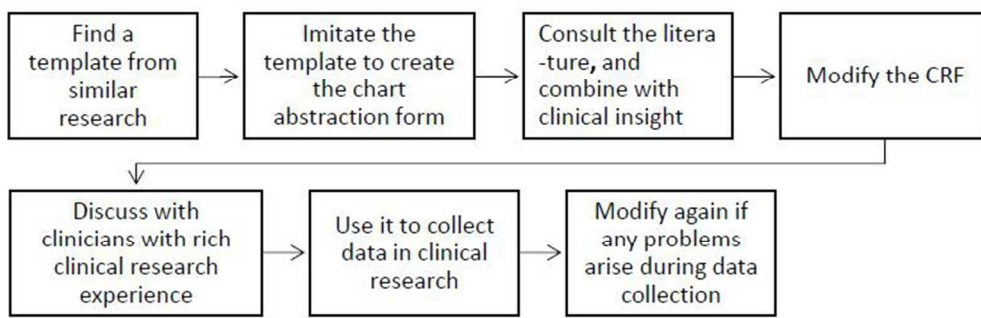 Find a
template from
similar
research
Imitate the
template to create
the chart
abstraction form
Consult the litera
-ture, and
combine with
clinical insight
Modify the CRF
Discuss with
clinicians with rich
clinical research
experience
Use it to collect
data in clinical
research
Modify again if
any problems
arise during data
collection